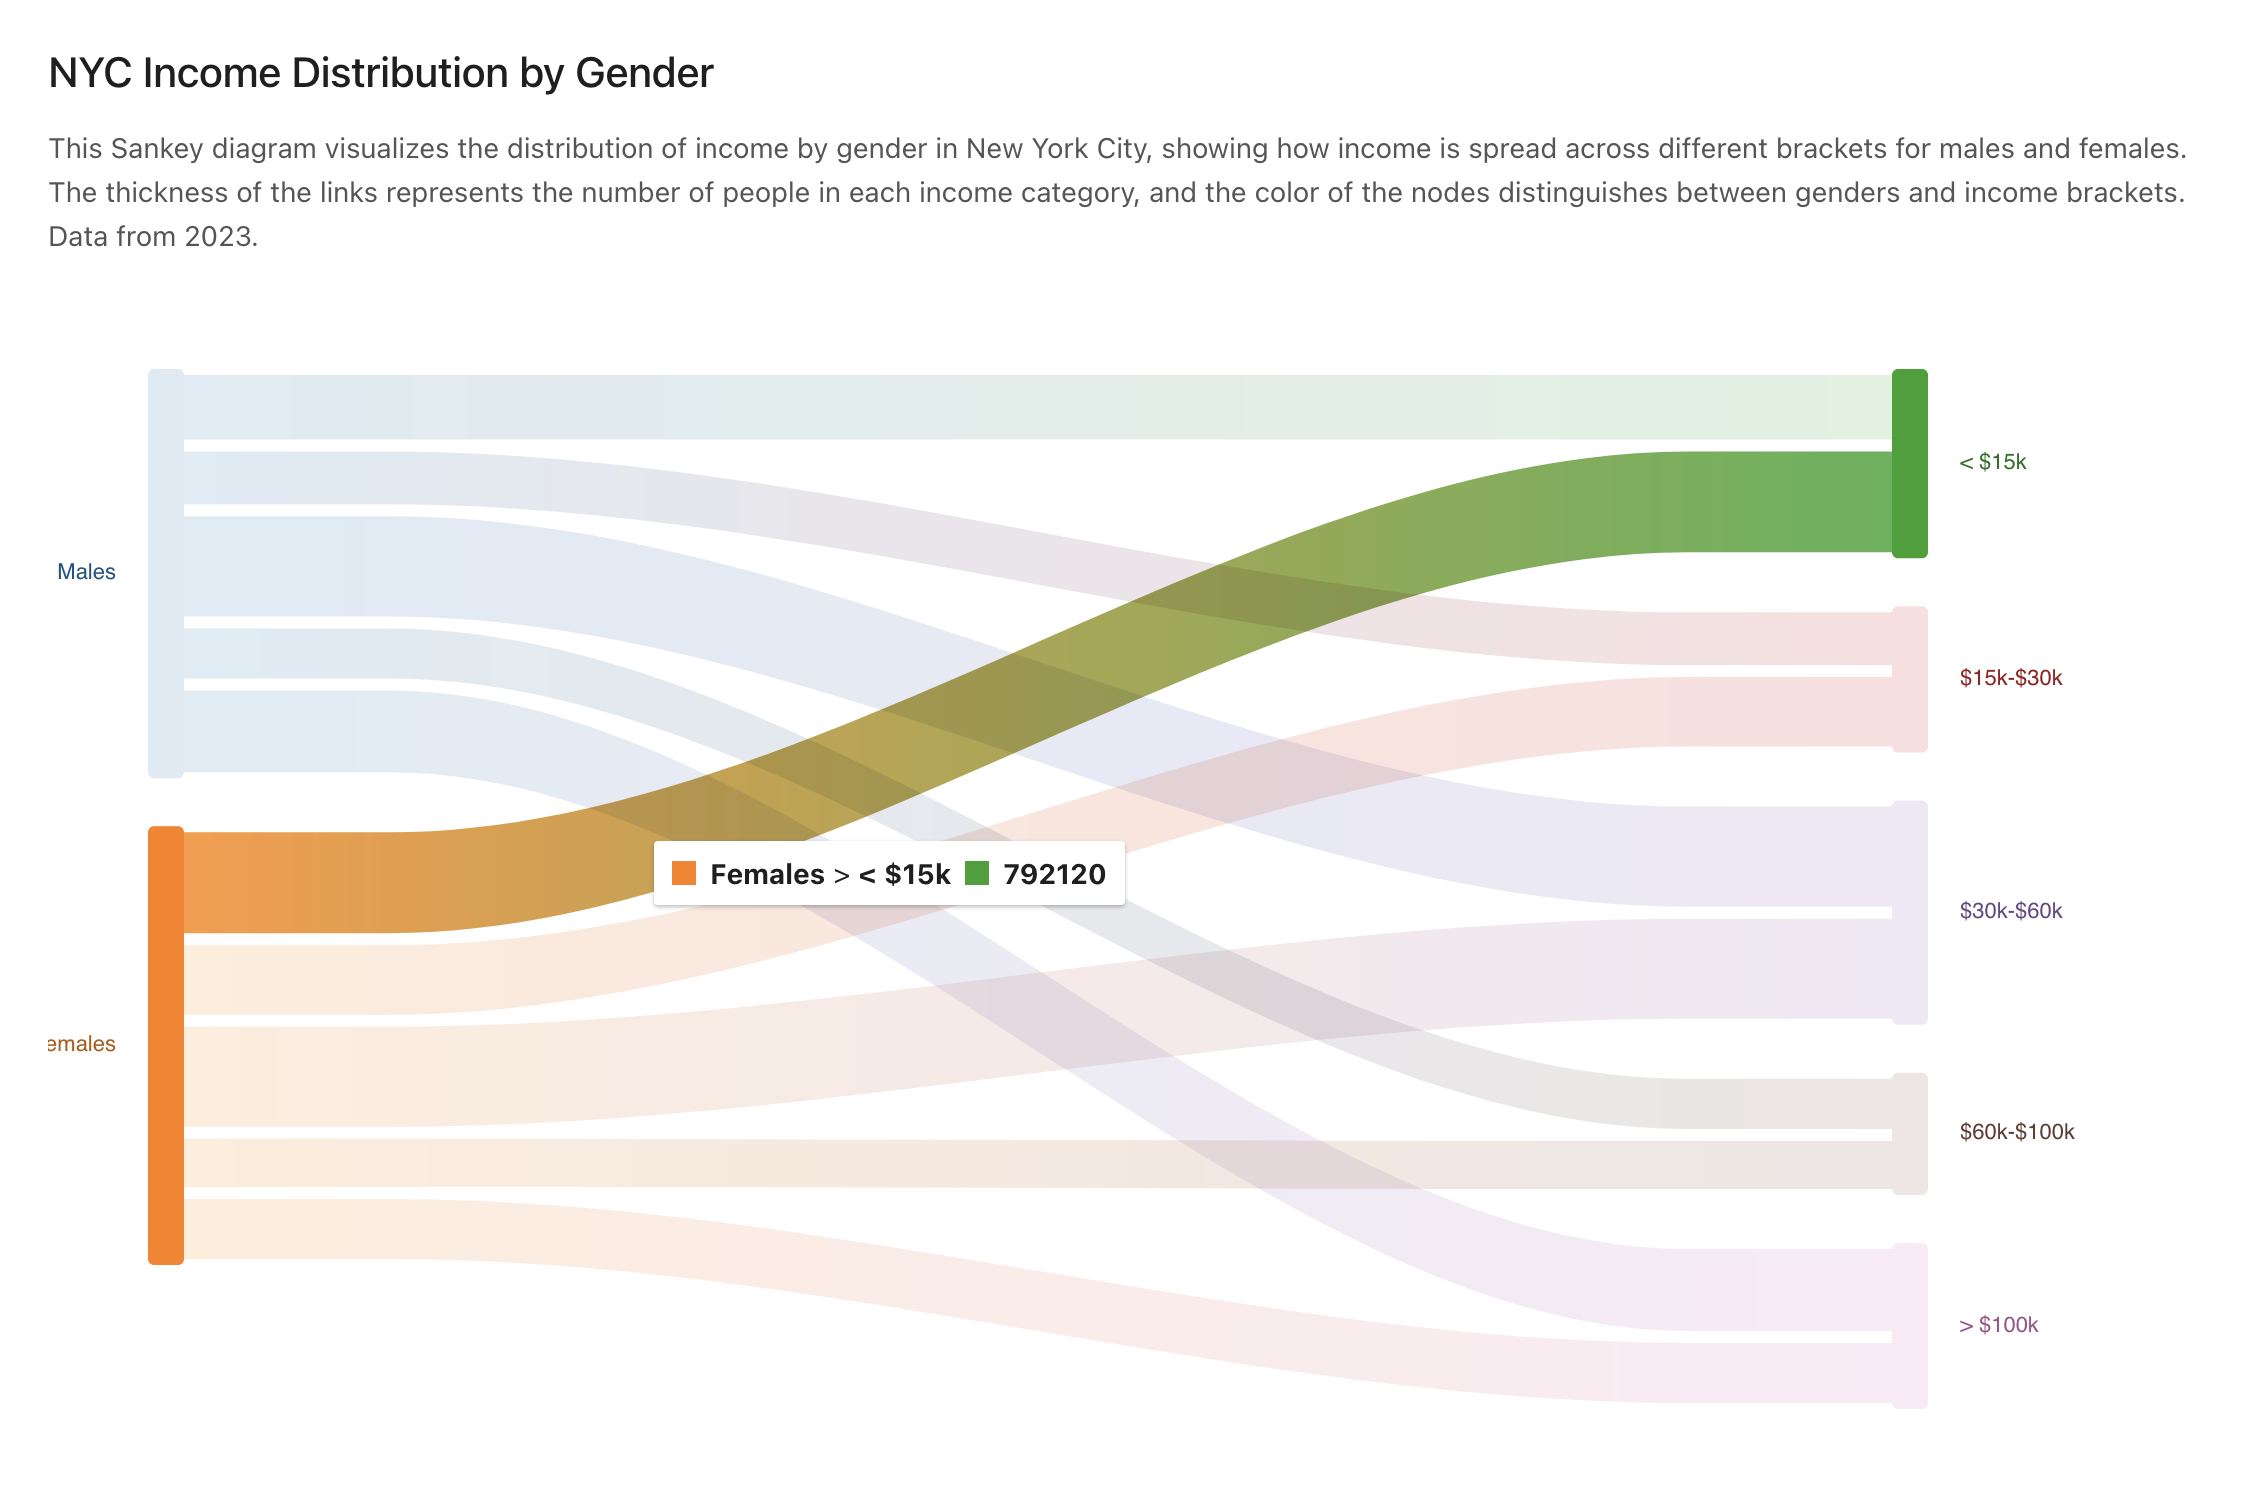 NYC Income Distribution by Gender
This Sankey diagram visualizes the distribution of income by gender in New York City, showing how income is spread across different brackets for males and females.
The thickness of the links represents the number of people in each income category, and the color of the nodes distinguishes between genders and income brackets.
Data from 2023.
< $15k
Males
$15k-$30k
Females > < $15k 792120
$30k-$60k
emales
$60k-$100k
> $100k